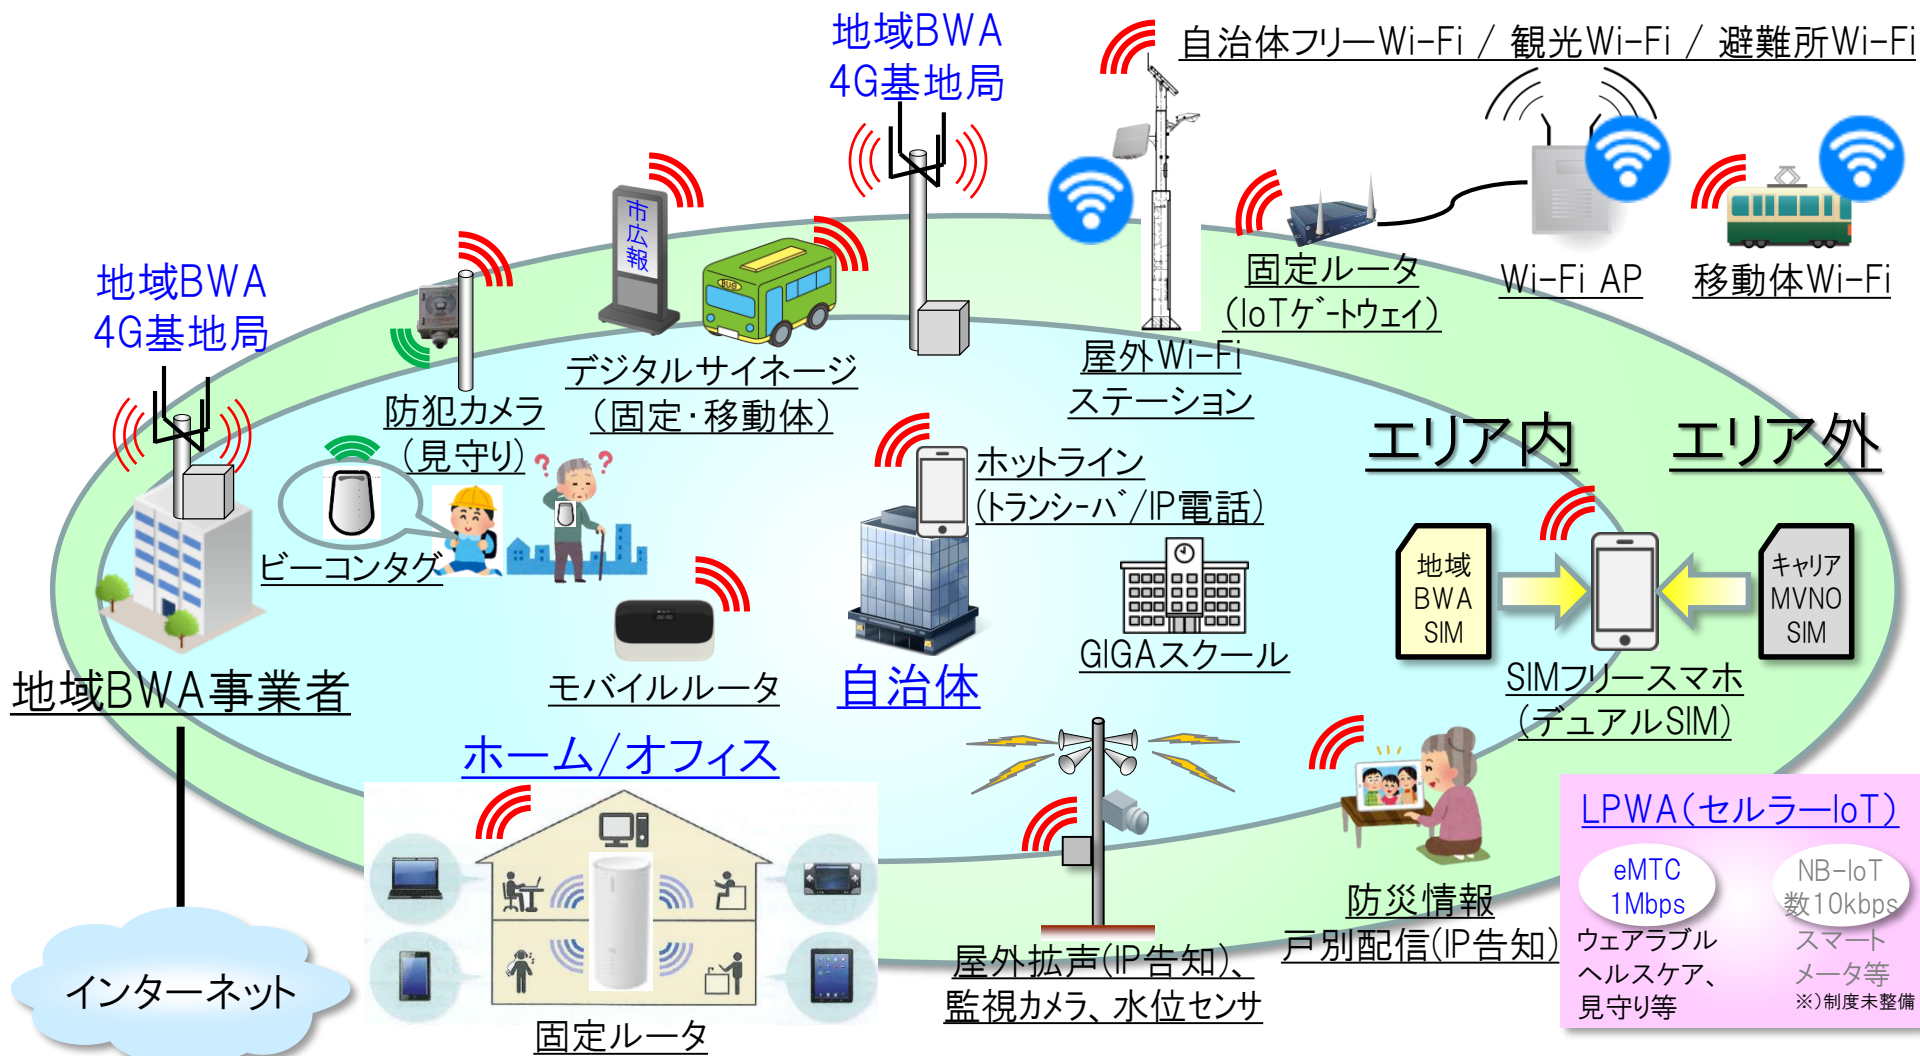 地域BWA
4G基地局
自治体フリーWi-Fi / 観光Wi-Fi / 避難所Wi-Fi
市広報
BUS
地域BWA
4G基地局
固定ルータ
(IoTゲートウェイ)
Wi-Fi AP
移動体Wi-Fi
デジタルサイネージ
(固定・移動体)
屋外Wi-Fi
ステーション
防犯カメラ
(見守り)
エリア内
エリア外
ホットライン
(トランシーバ/IP電話)
? ?
ビーコンタグ
地域
BWA
SIM
キャリア
MVNO
SIM
地域BWA事業者
モバイルルータ
自治体
GIGAスクール
SIMフリースマホ
(デュアルSIM)
ホーム/オフィス
LPWA(セルラーIoT)
eMTC
1Mbps
NB-IoT
数10kbps
ウェアラブル
ヘルスケア、
見守り等
スマート
メータ等
※)制度未整備
防災情報
戸別配信(IP告知)
屋外拡声(IP告知)、
監視カメラ、水位センサ
インターネット
固定ルータ